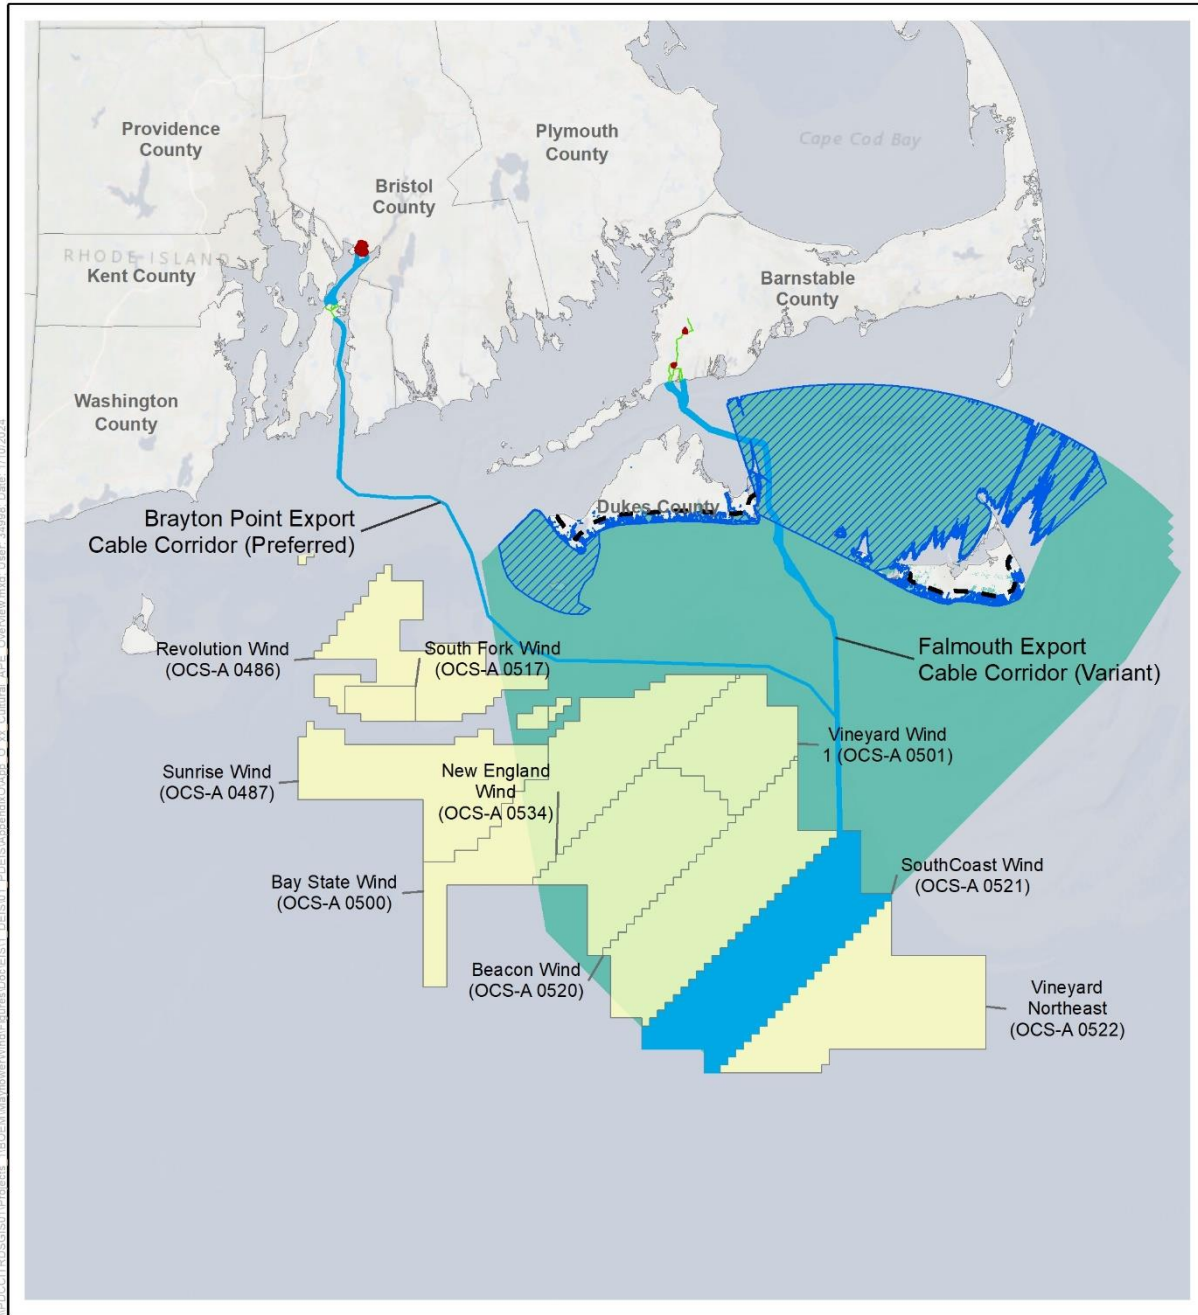 Cape Cod Bay
Providence
County
Plymouth
County
Bristol
County
RHODE ISLAND
Kent County
Barnstable
County
Washington
County
Dukes County
Brayton Point Export
Cable Corridor (Preferred)
Revolution Wind
(OCS-A 0486)
South Fork Wind
(OCS-A 0517)
Falmouth Export
Cable Corridor (Variant)
Sunrise Wind
(OCS-A 0487)
New England
Wind
(OCS-A 0534)
Vineyard Wind
1 (OCS-A 0501)
Bay State Wind
(OCS-A 0500)
SouthCoast Wind
(OCS-A 0521)
Beacon Wind
(OCS-A 0520)
Vineyard
Northeast
(OCS-A 0522)